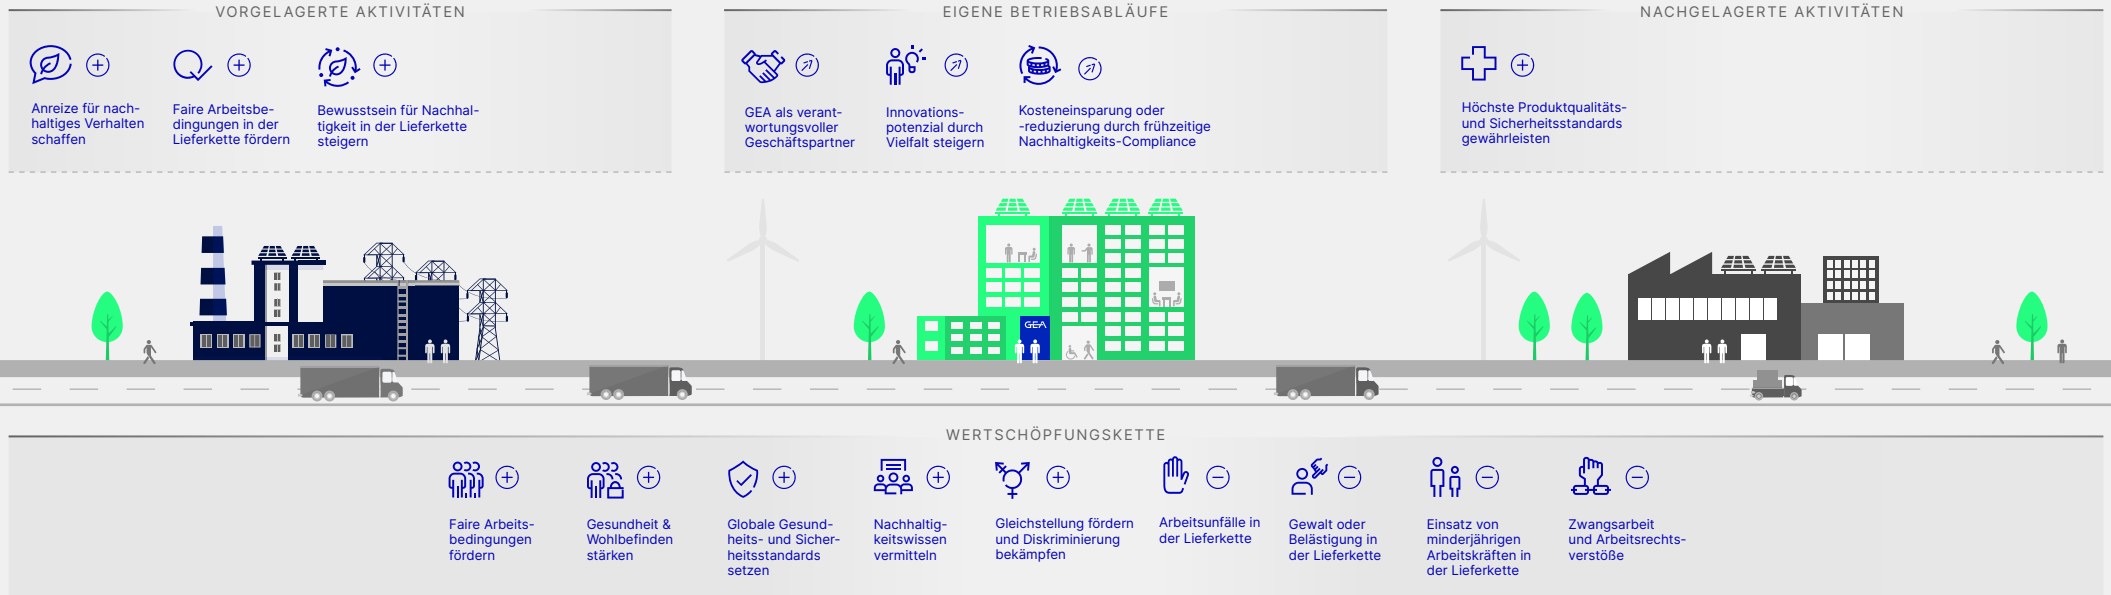 VORGELAGERTE AKTIVITÄTEN
Anreize für nach-
haltiges Verhalten
schaffen
Faire Arbeitsbe-
dingungen in der
Lieferkette fördern
Bewusstsein für Nachhal-
tigkeit in der Lieferkette
steigern
EIGENE BETRIEBSABLÄUFE
GEA als verant-
wortungsvoller
Geschäftspartner
Innovations-
potenzial durch
Vielfalt steigern
Kosteneinsparung oder
-reduzierung durch frühzeitige
Nachhaltigkeits-Compliance
NACHGELAGERTE AKTIVITÄTEN
Höchste Produktqualitäts-
und Sicherheitsstandards
gewährleisten
GEA
WERTSCHÖPFUNGSKETTE
Faire Arbeits-
bedingungen
fördern
Gesundheit &
Wohlbefinden
stärken
Globale Gesund-
heits- und Sicher-
heitsstandards
setzen
Nachhaltig-
keitswissen
vermitteln
Gleichstellung fördern
und Diskriminierung
bekämpfen
Arbeitsunfälle in
der Lieferkette
Gewalt oder
Belästigung in
der Lieferkette
Einsatz von
minderjährigen
Arbeitskräften in
der Lieferkette
Zwangsarbeit
und Arbeitsrechts-
verstöße